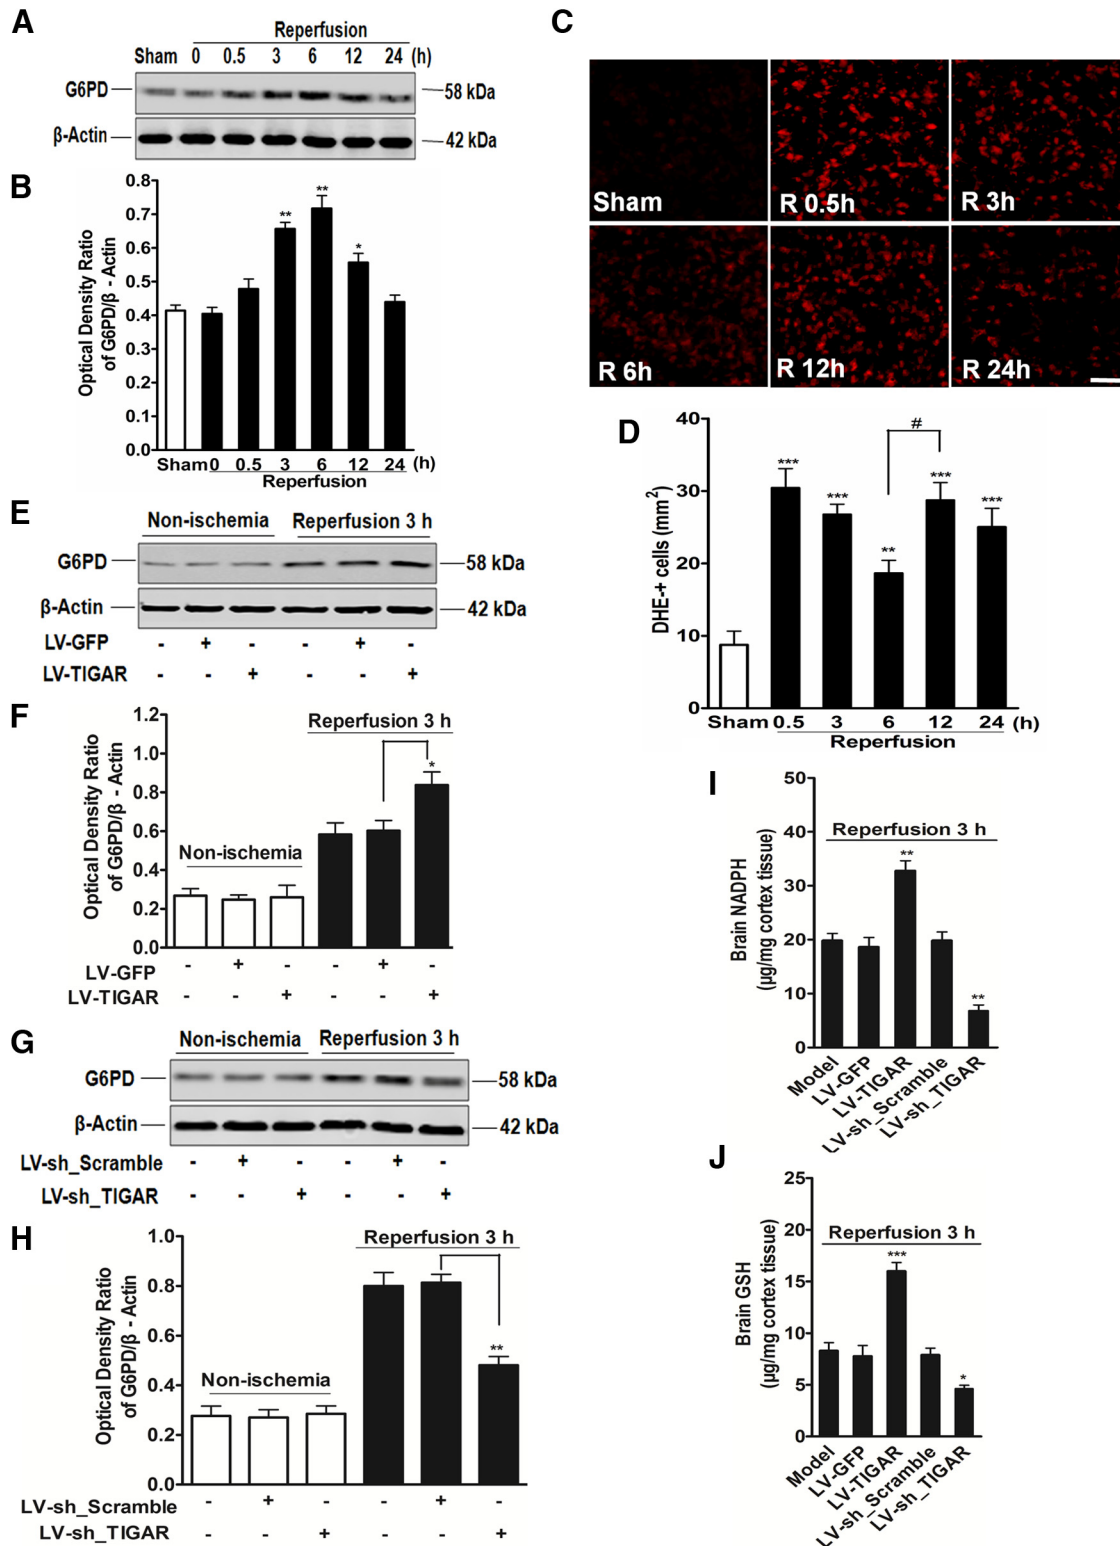 A
Reperfusion
Sham 0 0.5 3 6 12 24 (h)
G6PD
58 kDa
β-Actin
42 kDa
B
Optical Density Ratio
of G6PD/β - Actin
0.8
0.7
0.6
0.5
0.4
0.3
0.2
0.1
0.0
**
**
*
Sham 0 0.5 3 6 12 24 (h)
Reperfusion
C
Sham
R 0.5h
R 3h
R 6h
R 12h
R 24h
D
DHE-+ cells (mm²)
40
30
20
10
0
***
***
**
#
***
***
Sham 0.5 3 6 12 24 (h)
Reperfusion
E
Non-ischemia Reperfusion 3 h
G6PD
58 kDa
β-Actin
42 kDa
LV-GFP - + - - + -
LV-TIGAR - - + - - +
F
Optical Density Ratio
of G6PD/β - Actin
1.2
1.0
0.8
0.6
0.4
0.2
0.0
Reperfusion 3 h
*
Non-ischemia
LV-GFP - + - - + -
LV-TIGAR - - + - - +
G
Non-ischemia Reperfusion 3 h
G6PD
58 kDa
β-Actin
42 kDa
LV-sh_Scramble - + - - + -
LV-sh_TIGAR - - + - - +
H
Optical Density Ratio
of G6PD/β - Actin
1.0
0.8
0.6
0.4
0.2
0.0
Reperfusion 3 h
**
Non-ischemia
LV-sh_Scramble - + - - + -
LV-sh_TIGAR - - + - - +
I
Brain NADPH
(µg/mg cortex tissue)
50
40
30
20
10
0
Reperfusion 3 h
**
**
Model
LV-GFP
LV-TIGAR
LV-sh_Scramble
LV-sh_TIGAR
J
Brain GSH
(µg/mg cortex tissue)
25
20
15
10
5
0
Reperfusion 3 h
***
*
Model
LV-GFP
LV-TIGAR
LV-sh_Scramble
LV-sh_TIGAR